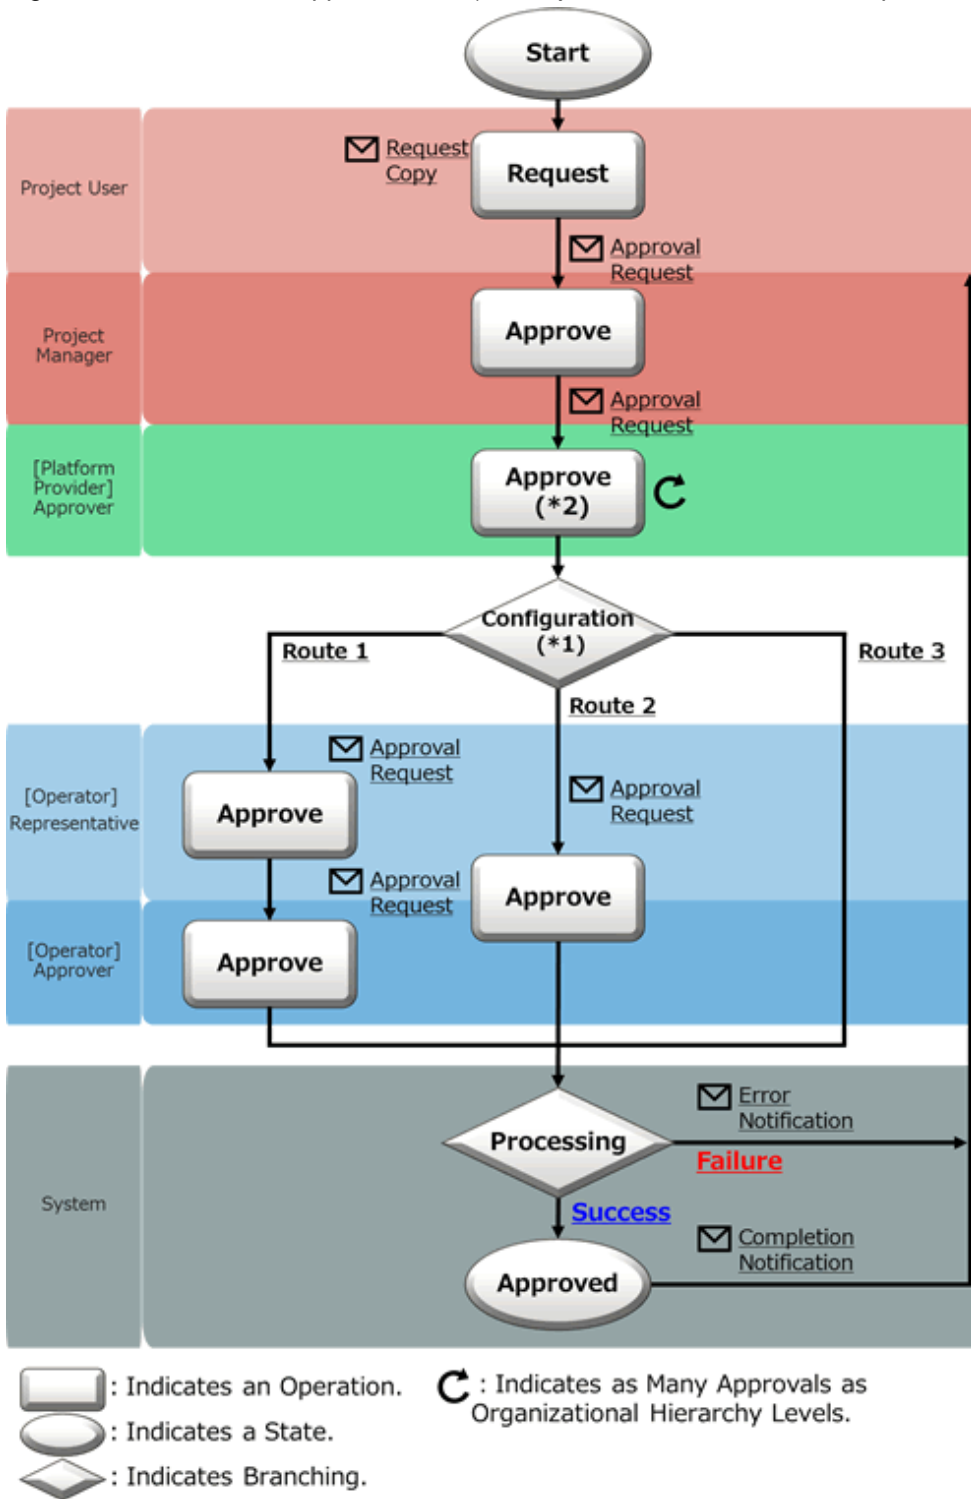 Start
Request
Copy
Request
Project User
Approval
Request
Project
Manager
Approve
Approval
Request
[Platform
Provider]
Approver
Approve
(*2)
Configuration
(*1)
Route 1
Route 3
Route 2
Approval
Request
Approval
Request
[Operator]
Representative
Approve
Approval
Request
Approve
[Operator]
Approver
Approve
Error
Notification
Processing
Failure
System
Success
Completion
Notification
Approved
: Indicates an Operation.
: Indicates as Many Approvals as
Organizational Hierarchy Levels.
: Indicates a State.
: Indicates Branching.